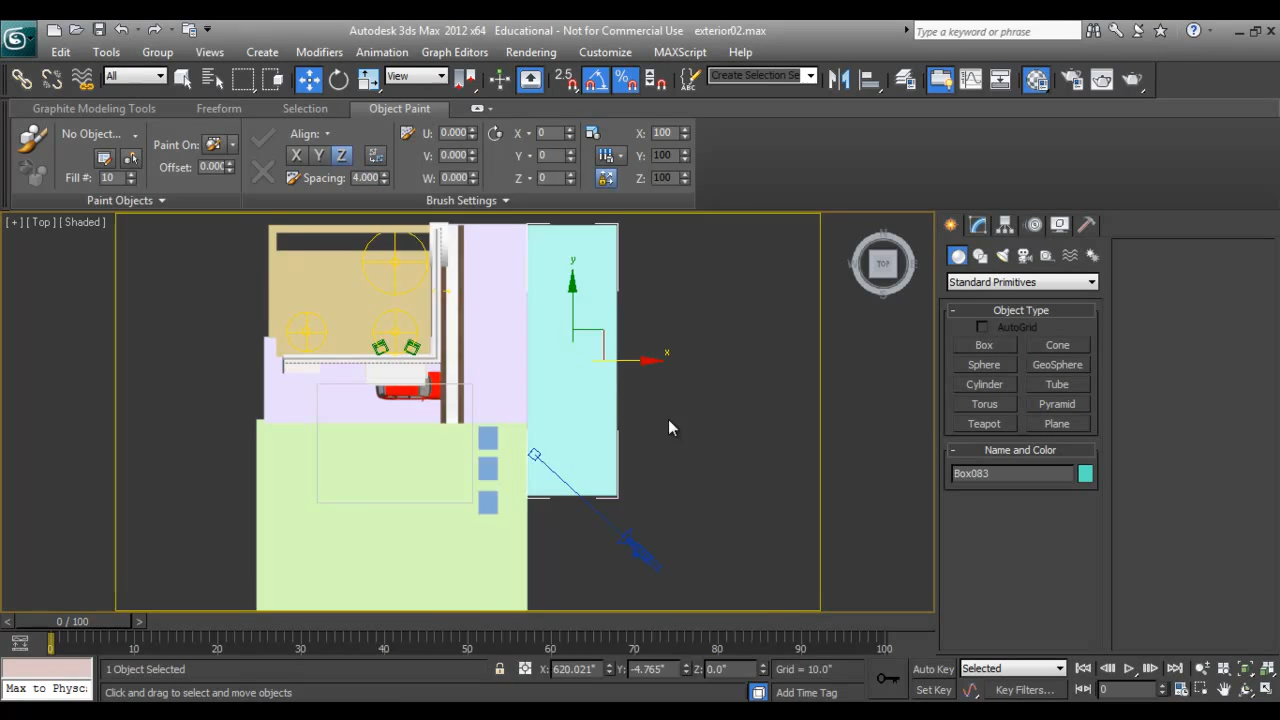 Autodesk 3ds Max 2012 x64    Educational - Not for Commercial Use    exterior02.max
Type a keyword or phrase
Edit Tools Group Views Create Modifiers Animation Graph Editors Rendering Customize MAXScript Help
All View 2.5 Create Selection Se
Graphite Modeling Tools Freeform Selection Object Paint
No Object... Paint On: Align: U: 0.000 X 0 X: 100
X Y Z V: 0.000 Y 0 Y: 100
Fill #: 10 Offset: 0.000 Spacing: 4.000 W: 0.000 Z 0 Z: 100
Paint Objects Brush Settings
[ + ] [ Top ] [ Shaded ]
TOP
y
x
Standard Primitives
- Object Type
AutoGrid
Box Cone
Sphere GeoSphere
Cylinder Tube
Torus Pyramid
Teapot Plane
- Name and Color
Box083
< 0 / 100 >
0 10 20 30 40 50 60 70 80 90 100
1 Object Selected X: 620.021" Y: -4.765" Z: 0.0" Grid = 10.0" Auto Key Selected
Max to Physc: Click and drag to select and move objects Add Time Tag Set Key Key Filters... 0